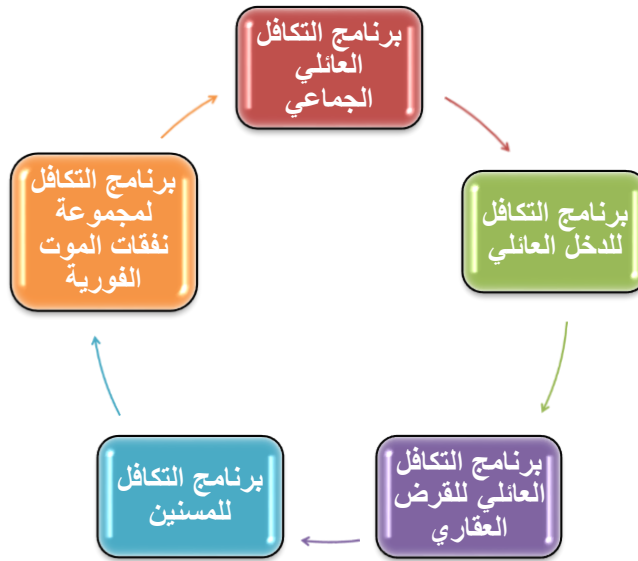 برنامج التكافل
العائلي
الجماعي
برنامج التكافل
للدخل العائلي
برنامج التكافل
العائلي للقرض
العقاري
برنامج التكافل
للمسنين
برنامج التكافل
لمجموعة
نفقات الموت
الفورية